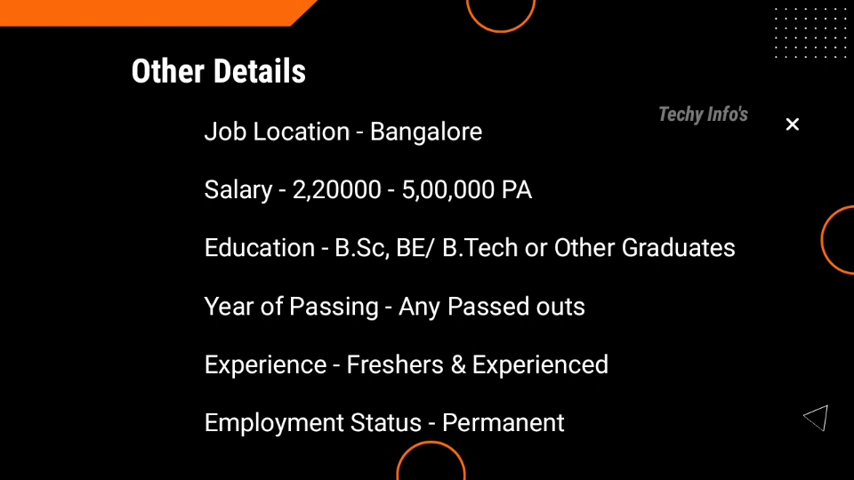 Other Details
Techy Info's
Job Location - Bangalore
Salary - 2,20000 - 5,00,000 PA
Education - B.Sc, BE/ B.Tech or Other Graduates
Year of Passing - Any Passed outs
Experience - Freshers & Experienced
Employment Status - Permanent